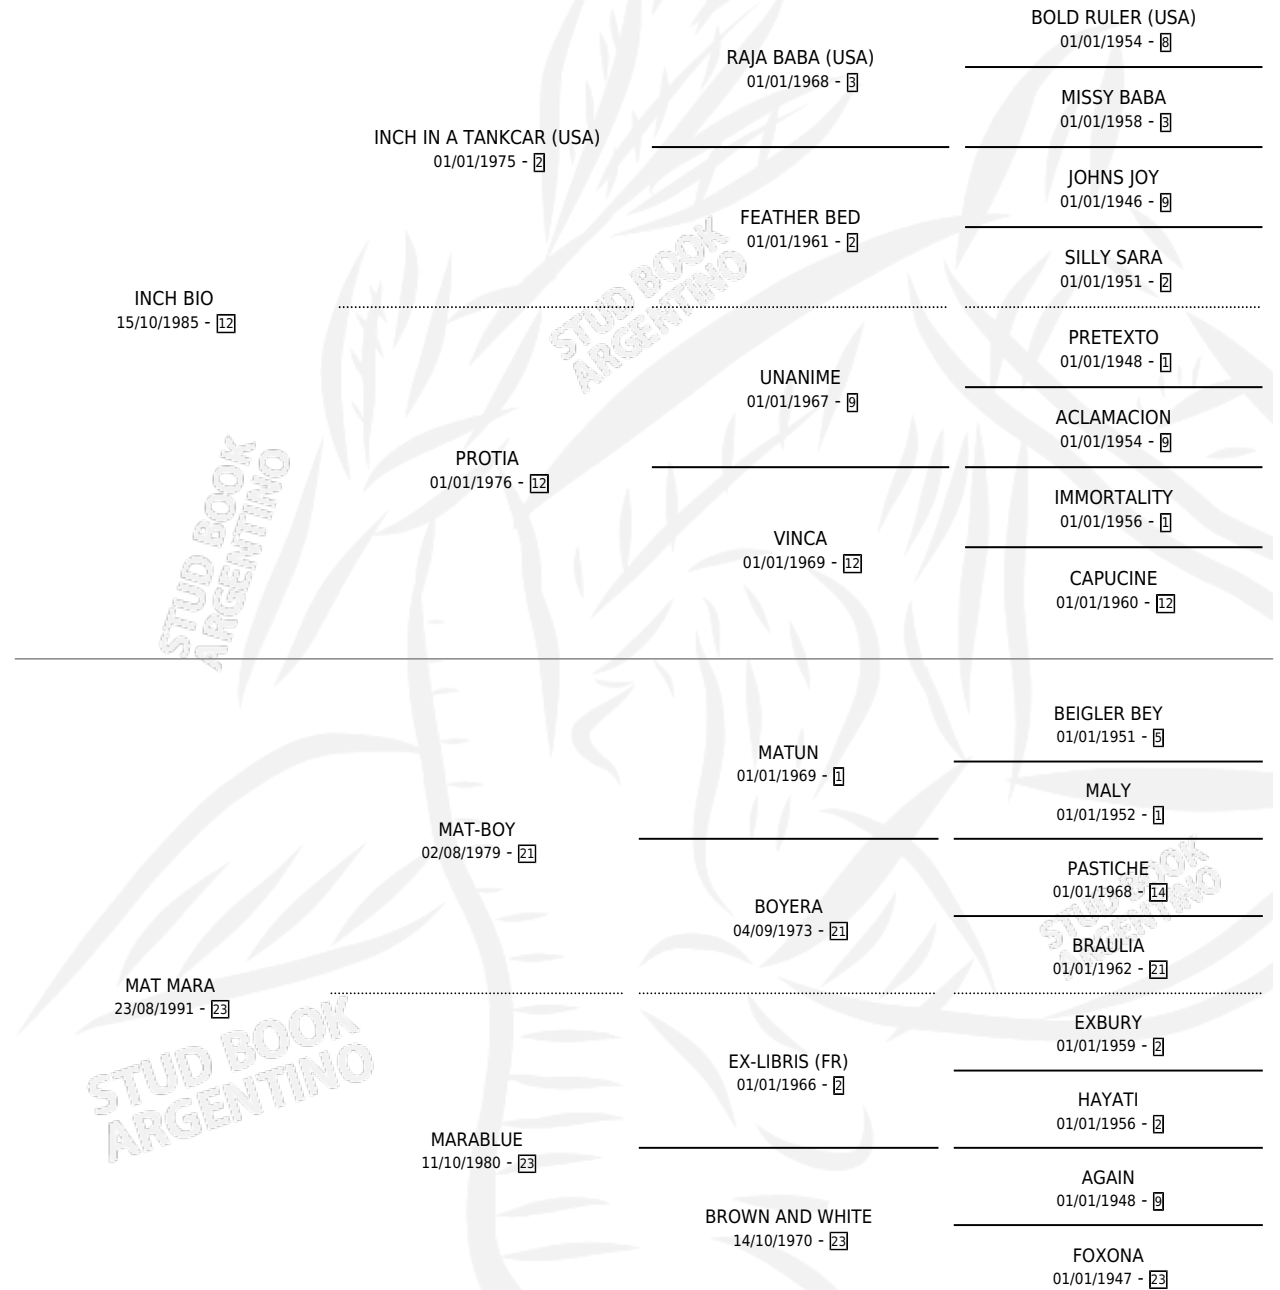 BOLD RULER (USA)
01/01/1954 - 8
RAJA BABA (USA)
01/01/1968 - 3
MISSY BABA
01/01/1958 - 3
INCH IN A TANKCAR (USA)
01/01/1975 - 2
JOHNS JOY
01/01/1946 - 9
FEATHER BED
01/01/1961 - 2
SILLY SARA
01/01/1951 - 2
INCH BIO
15/10/1985 - 12
PRETEXTO
01/01/1948 - 1
UNANIME
01/01/1967 - 9
ACLAMACION
01/01/1954 - 9
PROTIA
01/01/1976 - 12
IMMORTALITY
01/01/1956 - 1
VINCA
01/01/1969 - 12
CAPUCINE
01/01/1960 - 12
BEIGLER BEY
01/01/1951 - 5
MATUN
01/01/1969 - 1
MALY
01/01/1952 - 1
MAT-BOY
02/08/1979 - 21
PASTICHE
01/01/1968 - 14
BOYERA
04/09/1973 - 21
BRAULIA
01/01/1962 - 21
MAT MARA
23/08/1991 - 23
EXBURY
01/01/1959 - 2
EX-LIBRIS (FR)
01/01/1966 - 2
HAYATI
01/01/1956 - 2
MARABLUE
11/10/1980 - 23
AGAIN
01/01/1948 - 9
BROWN AND WHITE
14/10/1970 - 23
FOXONA
01/01/1947 - 23
STUD BOOK
ARGENTINO
STUD BOOK
ARGENTINO
STUD BOOK
ARGENTINO
STUD BOOK
ARGENTINO